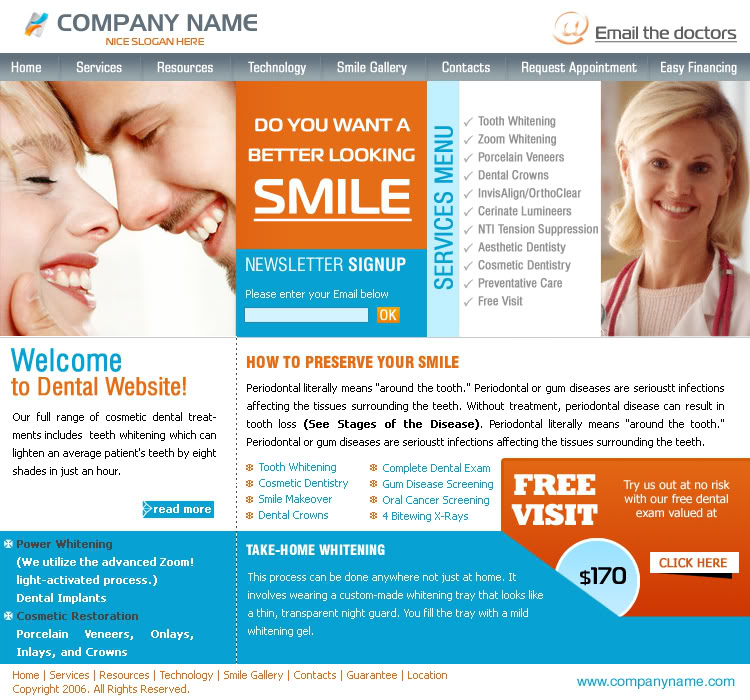 COMPANY NAME
NICE SLOGAN HERE
@ Email the doctors
Home Services Resources Technology Smile Gallery Contacts Request Appointment Easy Financing
DO YOU WANT A
BETTER LOOKING
SMILE
NEWSLETTER SIGNUP
Please enter your Email below
OK
SERVICES MENU
Tooth Whitening
Zoom Whitening
Porcelain Veneers
Dental Crowns
InvisAlign/OrthoClear
Cerinate Lumineers
NTI Tension Suppression
Aesthetic Dentisty
Cosmetic Dentistry
Preventative Care
Free Visit
Welcome
to Dental Website!
Our full range of cosmetic dental treat-
ments includes teeth whitening which can
lighten an average patient's teeth by eight
shades in just an hour.
read more
Power Whitening
(We utilize the advanced Zoom!
light-activated process.)
Dental Implants
Cosmetic Restoration
Porcelain Veneers, Onlays,
Inlays, and Crowns
HOW TO PRESERVE YOUR SMILE
Periodontal literally means "around the tooth." Periodontal or gum diseases are serioustt infections
affecting the tissues surrounding the teeth. Without treatment, periodontal disease can result in
tooth loss (See Stages of the Disease). Periodontal literally means "around the tooth."
Periodontal or gum diseases are serioustt infections affecting the tissues surrounding the teeth.
Tooth Whitening
Cosmetic Dentistry
Smile Makeover
Dental Crowns
Complete Dental Exam
Gum Disease Screening
Oral Cancer Screening
4 Bitewing X-Rays
FREE
VISIT
Try us out at no risk
with our free dental
exam valued at
$170
CLICK HERE
TAKE-HOME WHITENING
This process can be done anywhere not just at home. It
involves wearing a custom-made whitening tray that looks like
a thin, transparent night guard. You fill the tray with a mild
whitening gel.
Home | Services | Resources | Technology | Smile Gallery | Contacts | Guarantee | Location
Copyright 2006. All Rights Reserved.
www.companyname.com